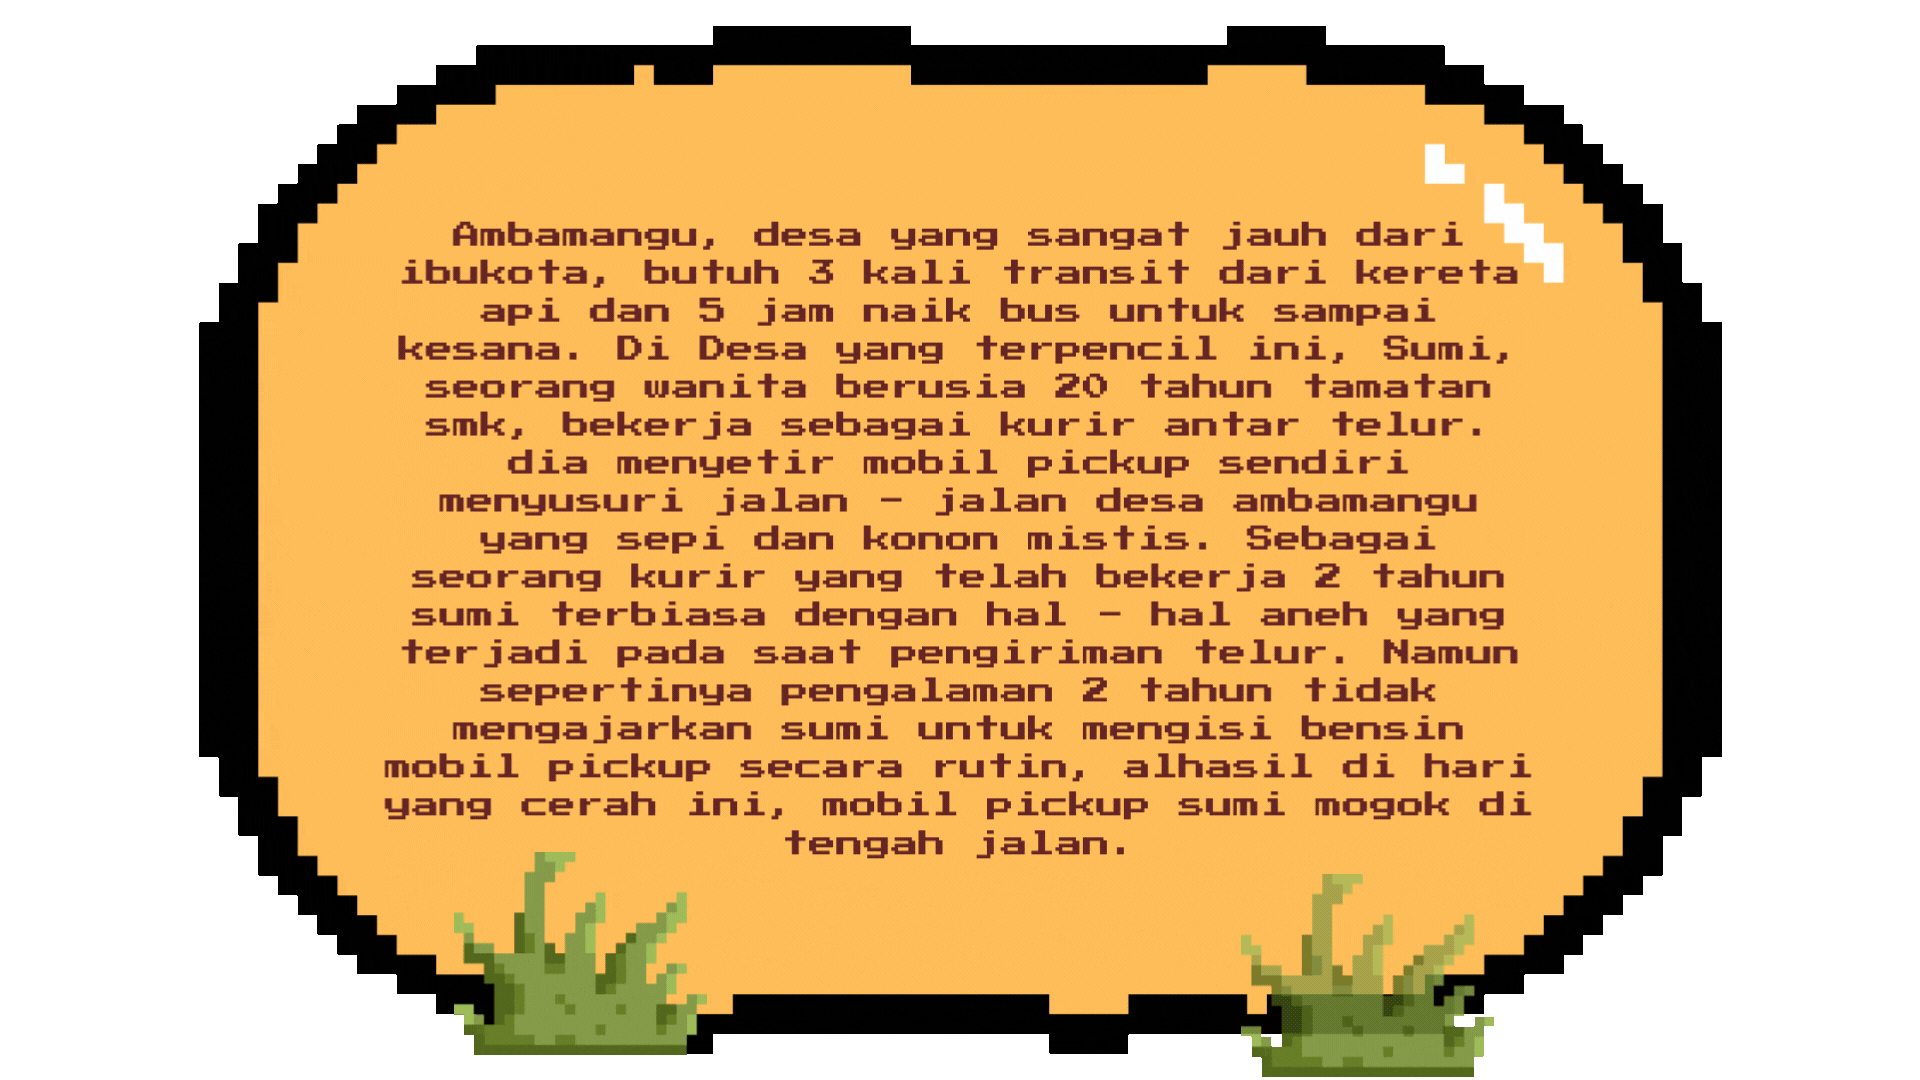 Ambamangu, desa yang sangat jauh dari
ibukota, butuh 3 kali transit dari kereta
api dan 5 jam naik bus untuk sampai
kesana. Di Desa yang terpencil ini, Sumi,
seorang wanita berusia 20 tahun tamatan
smk, bekerja sebagai kurir antar telur.
dia menyetir mobil pickup sendiri
menyusuri jalan - jalan desa ambamangu
yang sepi dan konon mistis. Sebagai
seorang kurir yang telah bekerja 2 tahun
sumi terbiasa dengan hal - hal aneh yang
terjadi pada saat pengiriman telur. Namun
sepertinya pengalaman 2 tahun tidak
mengajarkan sumi untuk mengisi bensin
mobil pickup secara rutin, alhasil di hari
yang cerah ini, mobil pickup sumi mogok di
tengah jalan.